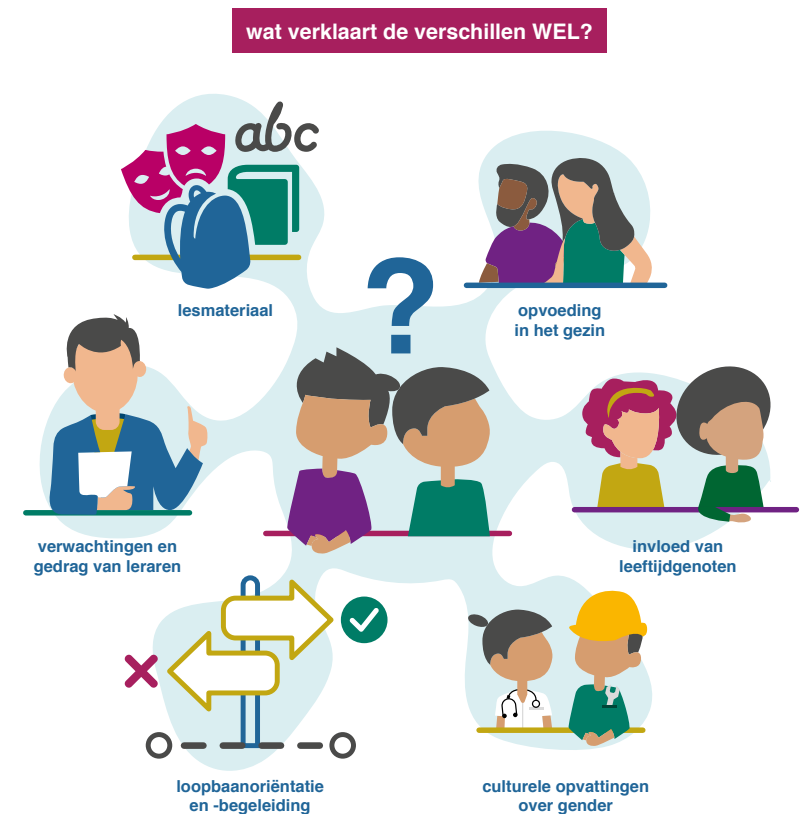 wat verklaart de verschillen WEL?
abc
lesmateriaal
?
opvoeding
in het gezin
verwachtingen en
gedrag van leraren
invloed van
leeftijdgenoten
loopbaanoriëntatie
en -begeleiding
culturele opvattingen
over gender